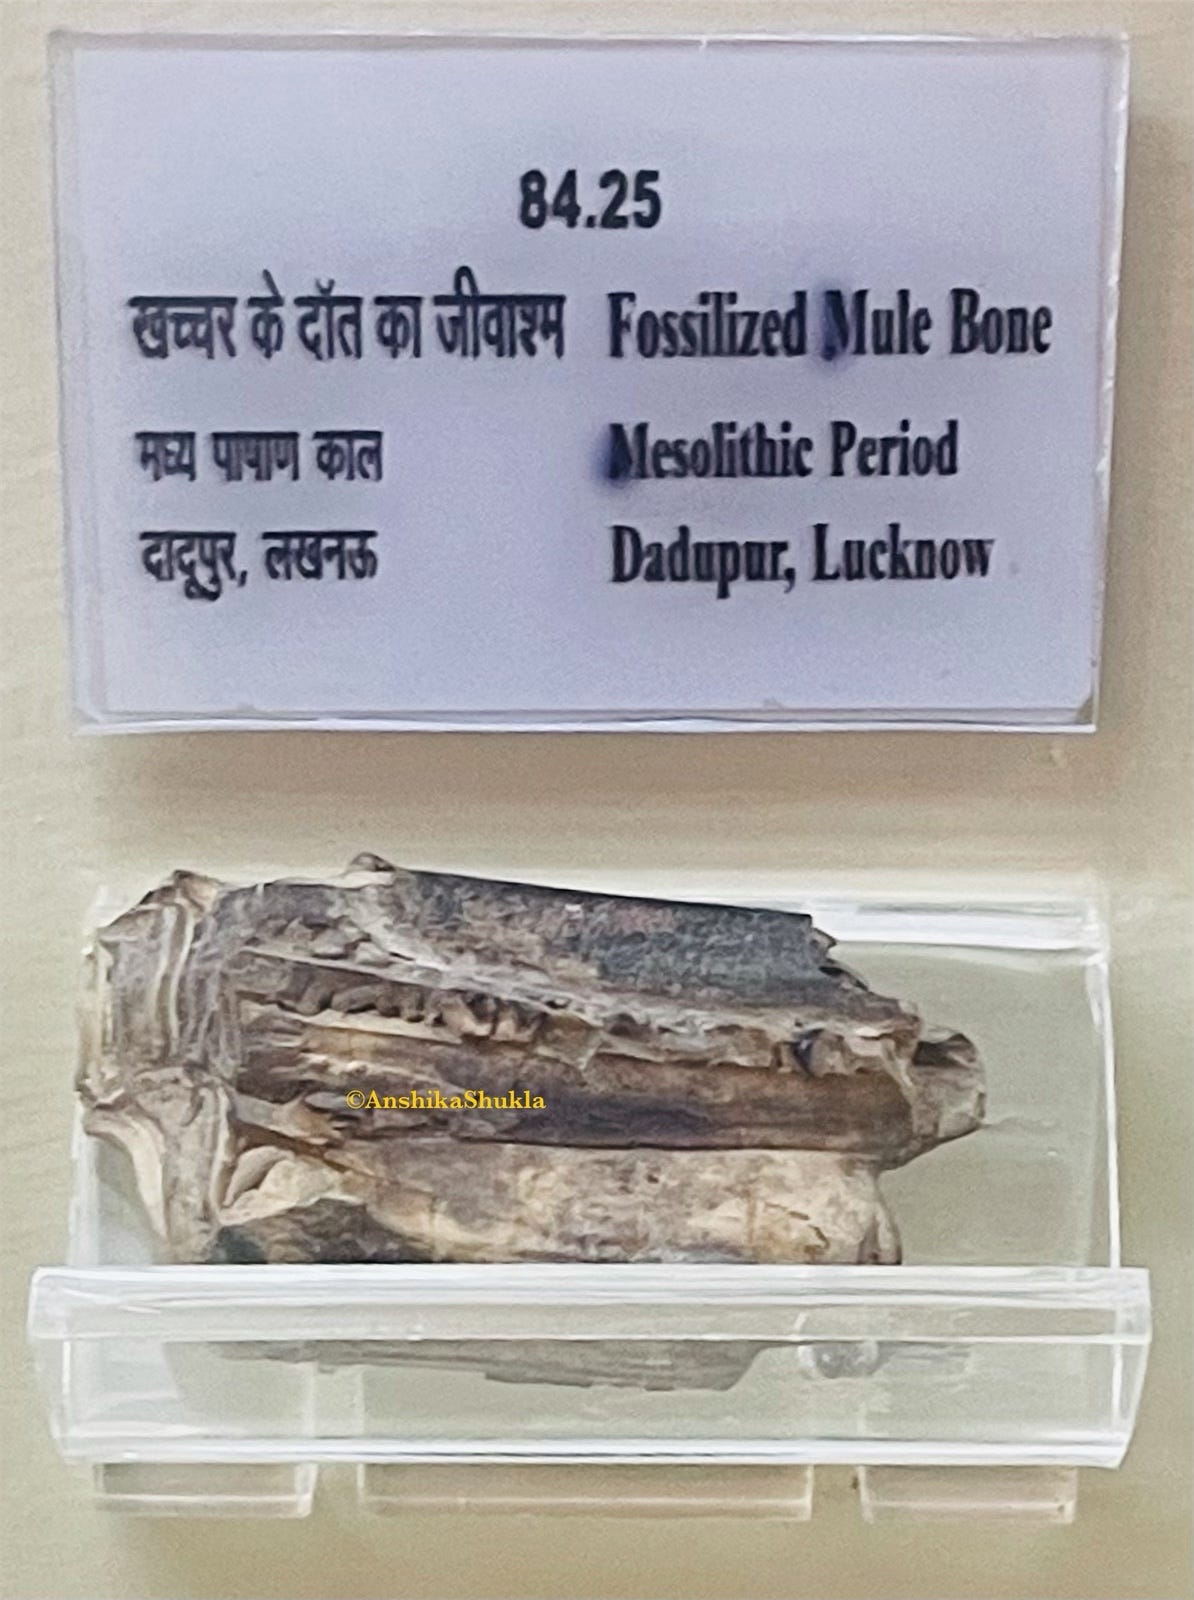 84.25
खच्चर के दाँत का जीवाश्म Fossilized Mule Bone
मध्य पाषाण काल Mesolithic Period
दादूपुर, लखनऊ Dadupur, Lucknow
©AnshikaShukla